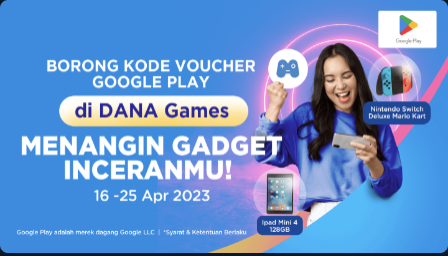 BORONG KODE VOUCHER
GOOGLE PLAY
di DANA Games
MENANGIN GADGET
INCERANMU!
16 -25 Apr 2023
Google Play
Nintendo Switch
Deluxe Mario Kart
Ipad Mini 4
128GB
Google Play adalah merek dagang Google LLC | *Syarat & Ketentuan Berlaku